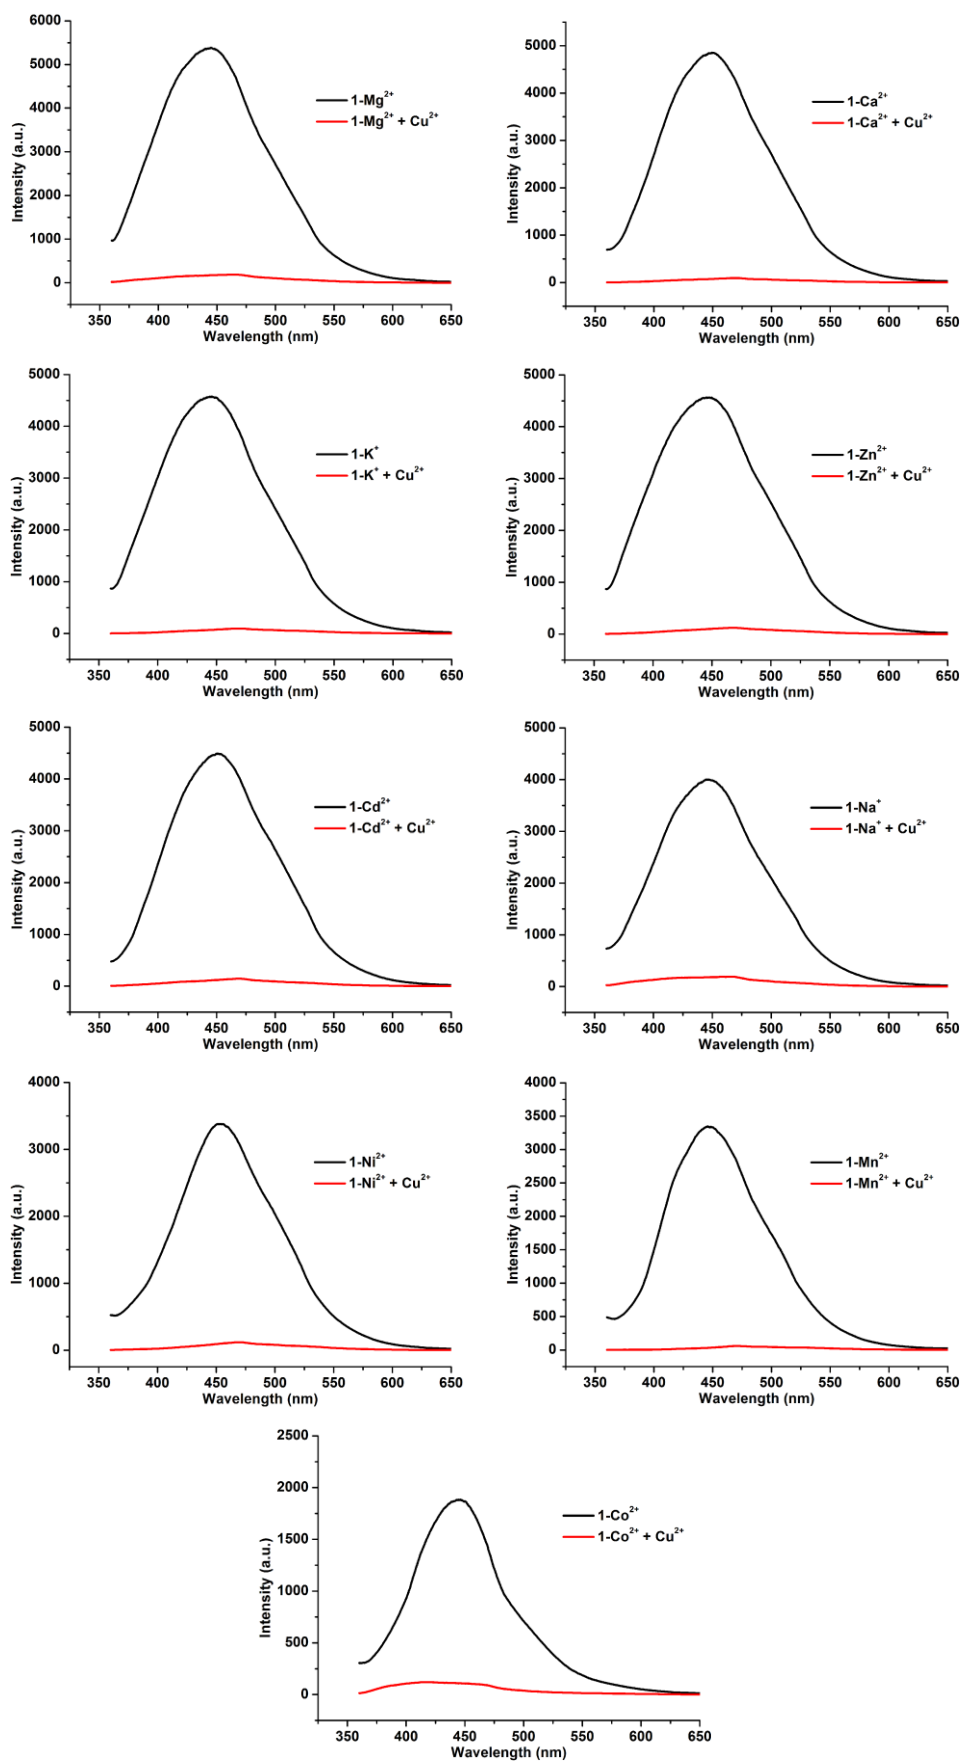 6000
5000
4000
3000
2000
1000
0
350 400 450 500 550 600 650
Wavelength (nm)
Intensity (a.u.)
1-Mg²⁺
1-Mg²⁺ + Cu²⁺
5000
4000
3000
2000
1000
0
350 400 450 500 550 600 650
Wavelength (nm)
Intensity (a.u.)
1-Ca²⁺
1-Ca²⁺ + Cu²⁺
5000
4000
3000
2000
1000
0
350 400 450 500 550 600 650
Wavelength (nm)
Intensity (a.u.)
1-K⁺
1-K⁺ + Cu²⁺
5000
4000
3000
2000
1000
0
350 400 450 500 550 600 650
Wavelength (nm)
Intensity (a.u.)
1-Zn²⁺
1-Zn²⁺ + Cu²⁺
5000
4000
3000
2000
1000
0
350 400 450 500 550 600 650
Wavelength (nm)
Intensity (a.u.)
1-Cd²⁺
1-Cd²⁺ + Cu²⁺
5000
4000
3000
2000
1000
0
350 400 450 500 550 600 650
Wavelength (nm)
Intensity (a.u.)
1-Na⁺
1-Na⁺ + Cu²⁺
4000
3000
2000
1000
0
350 400 450 500 550 600 650
Wavelength (nm)
Intensity (a.u.)
1-Ni²⁺
1-Ni²⁺ + Cu²⁺
4000
3500
3000
2500
2000
1500
1000
500
0
350 400 450 500 550 600 650
Wavelength (nm)
Intensity (a.u.)
1-Mn²⁺
1-Mn²⁺ + Cu²⁺
2500
2000
1500
1000
500
0
350 400 450 500 550 600 650
Wavelength (nm)
Intensity (a.u.)
1-Co²⁺
1-Co²⁺ + Cu²⁺